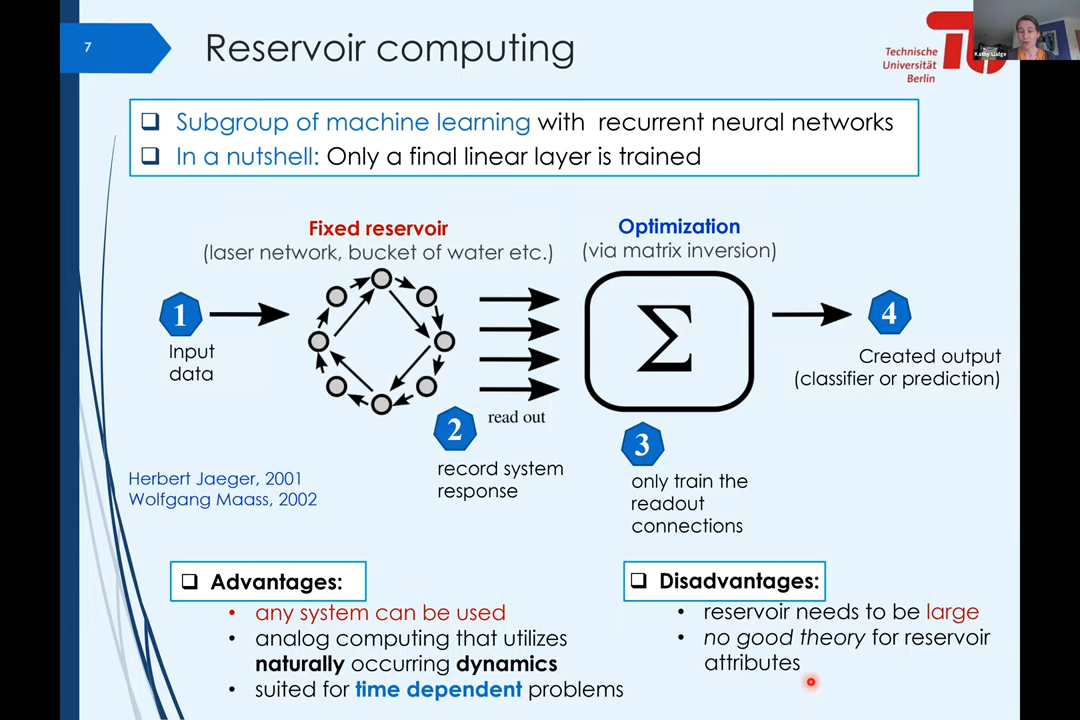 7
Reservoir computing
Technische
Universität
Berlin
Kathy Lüdge
❑ Subgroup of machine learning with recurrent neural networks
❑ In a nutshell: Only a final linear layer is trained
Fixed reservoir
(laser network, bucket of water etc.)
Optimization
(via matrix inversion)
1
Input
data
Σ
4
Created output
(classifier or prediction)
read out
2
record system
response
3
only train the
readout
connections
Herbert Jaeger, 2001
Wolfgang Maass, 2002
❑ Advantages:
• any system can be used
• analog computing that utilizes
naturally occurring dynamics
• suited for time dependent problems
❑ Disadvantages:
• reservoir needs to be large
• no good theory for reservoir
attributes